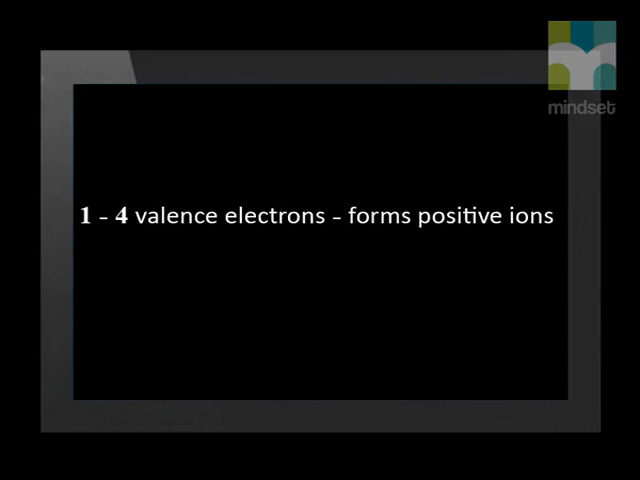 mindset
1 - 4 valence electrons - forms positive ions